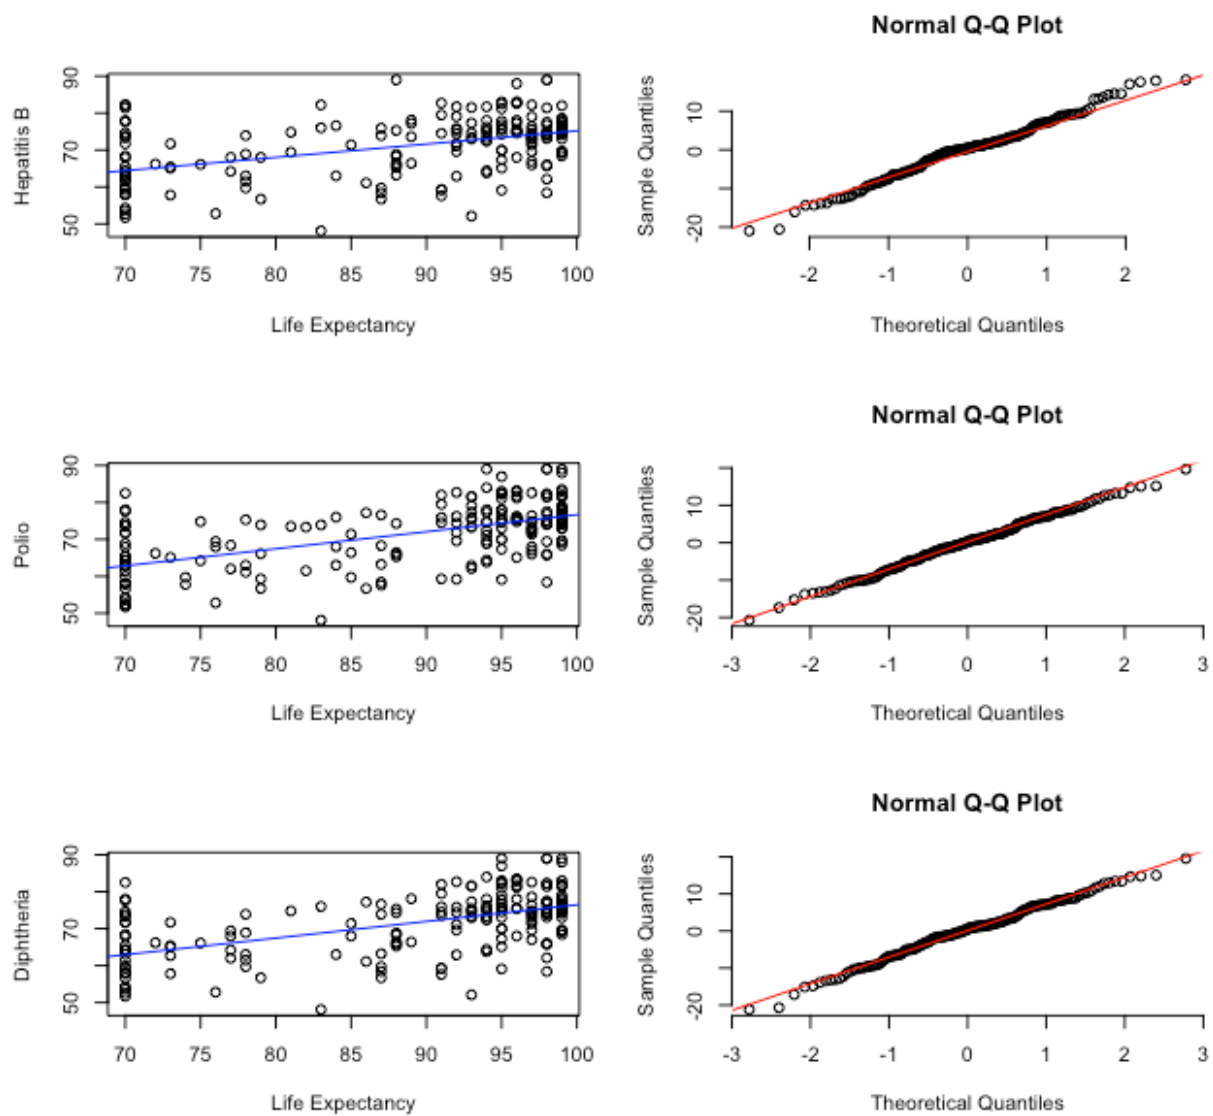 Normal Q-Q Plot
Hepatitis B
50 70 90
70 75 80 85 90 95 100
Life Expectancy
Sample Quantiles
-20 0 10
-2 -1 0 1 2
Theoretical Quantiles
Normal Q-Q Plot
Polio
50 70 90
70 75 80 85 90 95 100
Life Expectancy
Sample Quantiles
-20 0 10
-3 -2 -1 0 1 2 3
Theoretical Quantiles
Normal Q-Q Plot
Diphtheria
50 70 90
70 75 80 85 90 95 100
Life Expectancy
Sample Quantiles
-20 0 10
-3 -2 -1 0 1 2 3
Theoretical Quantiles